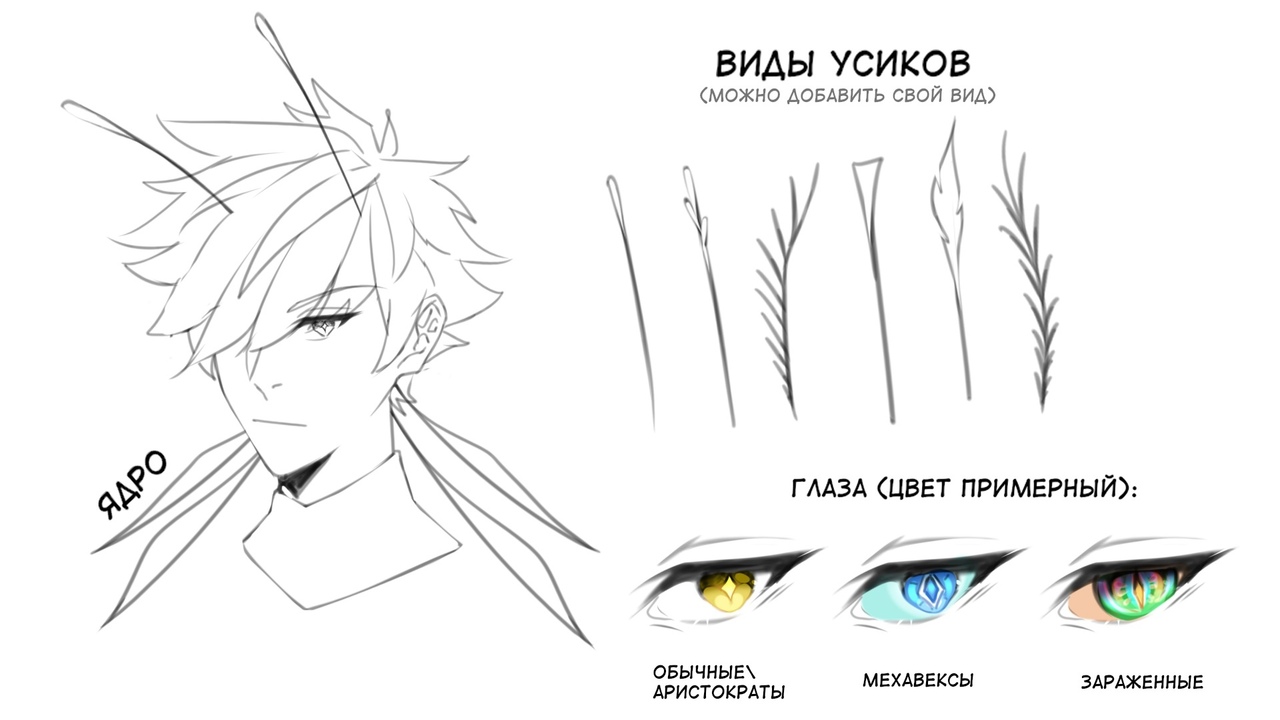 ВИДЫ УСИКОВ
(МОЖНО ДОБАВИТЬ СВОЙ ВИД)
ЯДРО
ГЛАЗА (ЦВЕТ ПРИМЕРНЫЙ):
ОБЫЧНЫЕ\
АРИСТОКРАТЫ
МЕХАВЕКСЫ
ЗАРАЖЕННЫЕ